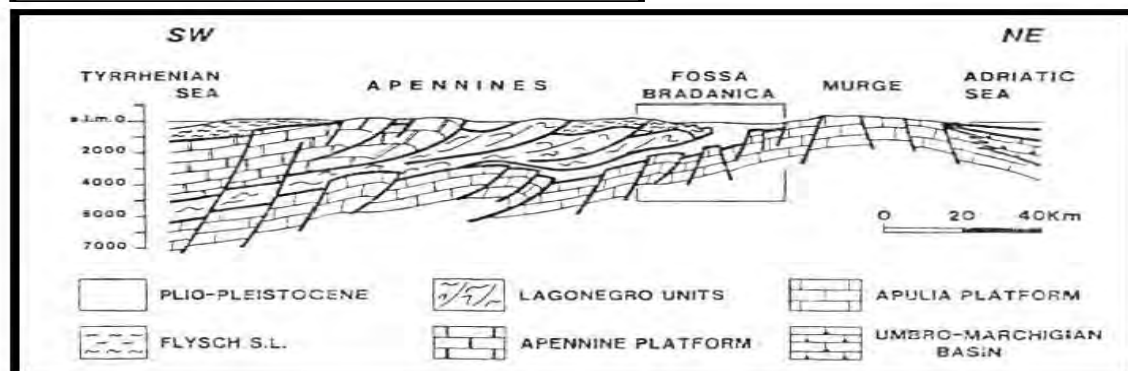 SW NE
TYRRHENIAN SEA APENNINES FOSSA BRADANICA MURGE ADRIATIC SEA
s.l.m. 0
2000
4000
6000
7000
0 20 40Km
PLIO-PLEISTOCENE LAGONEGRO UNITS APULIA PLATFORM
FLYSCH S.L. APENNINE PLATFORM UMBRO-MARCHIGIAN BASIN